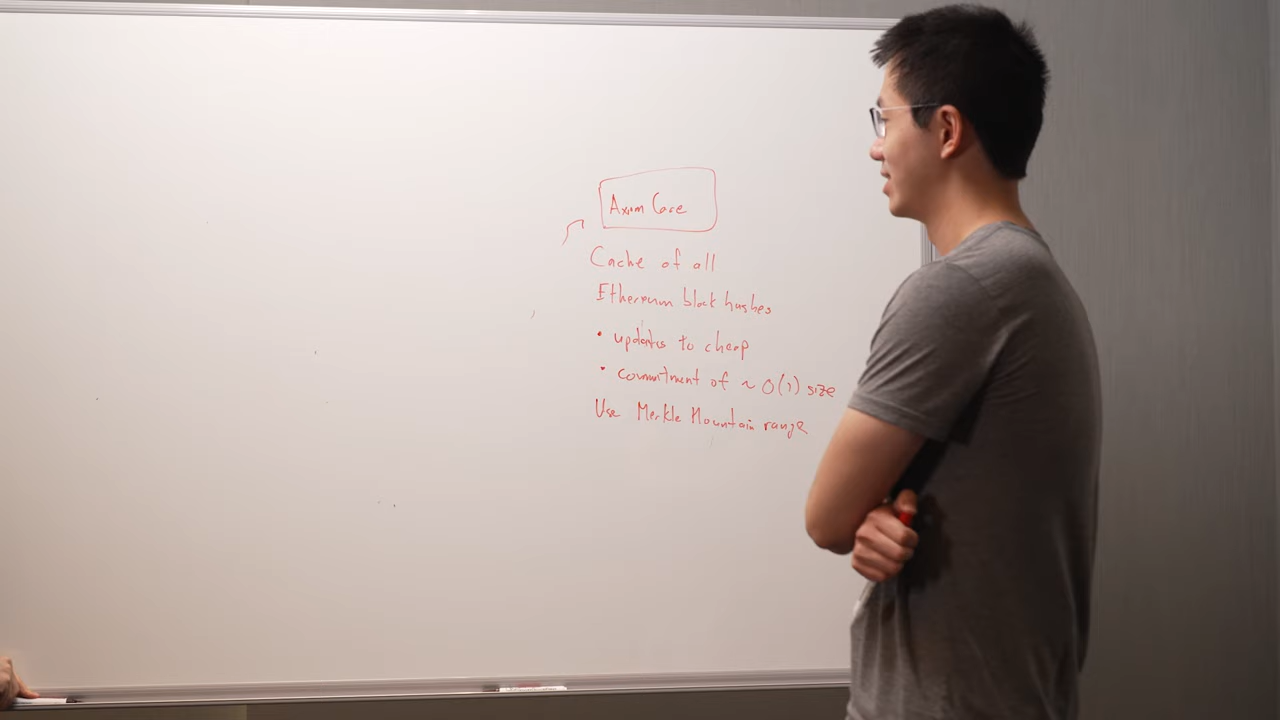 Axiom Core
Cache of all
Ethereum block hashes
• updates to cheap
• commitment of ~ O(1) size
Use Merkle Mountain range